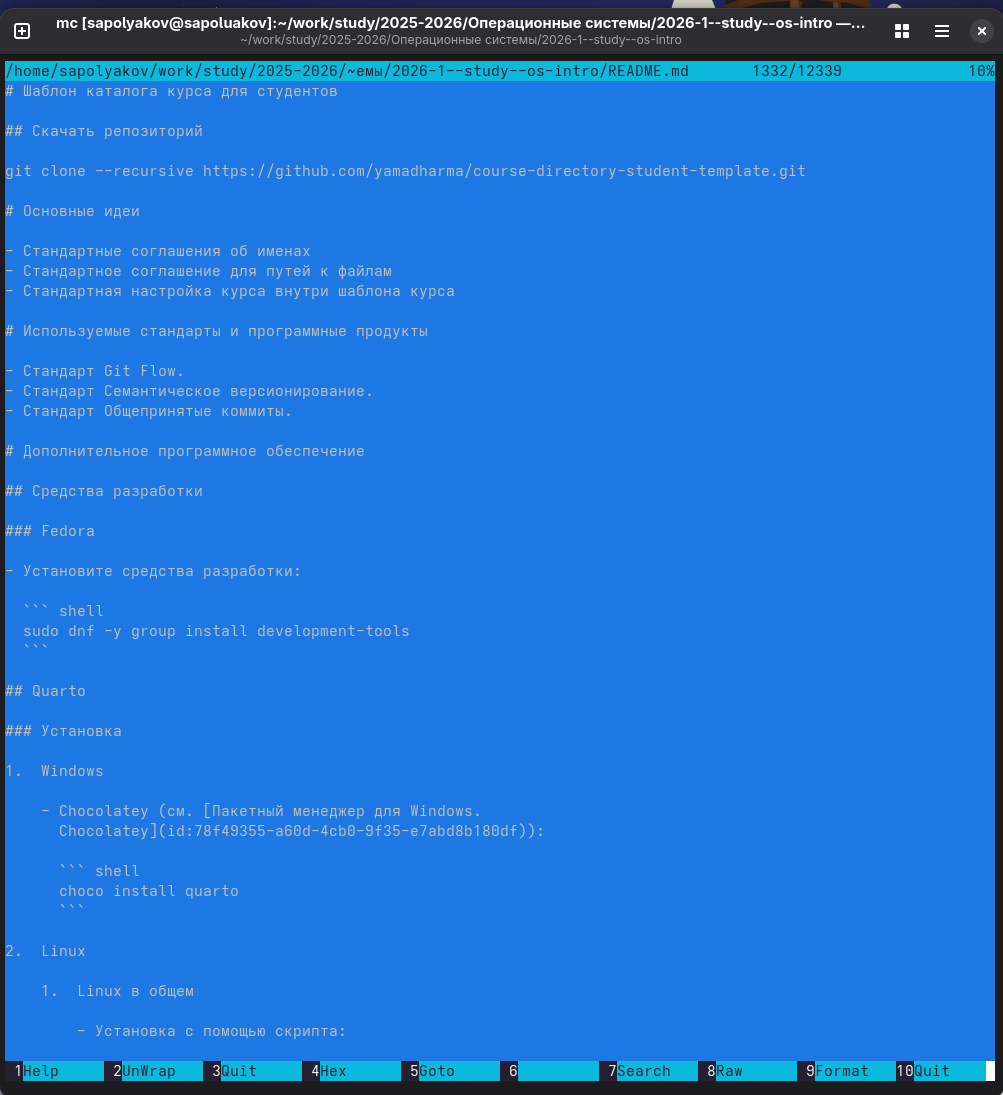 mc [sapolyakov@sapoluakov]:~/work/study/2025-2026/Операционные системы/2026-1--study--os-intro —…
~/work/study/2025-2026/Операционные системы/2026-1--study--os-intro
/home/sapolyakov/work/study/2025-2026/~емы/2026-1--study--os-intro/README.md 1332/12339 10%
# Шаблон каталога курса для студентов
## Скачать репозиторий
git clone --recursive https://github.com/yamadharma/course-directory-student-template.git
# Основные идеи
- Стандартные соглашения об именах
- Стандартное соглашение для путей к файлам
- Стандартная настройка курса внутри шаблона курса
# Используемые стандарты и программные продукты
- Стандарт Git Flow.
- Стандарт Семантическое версионирование.
- Стандарт Общепринятые коммиты.
# Дополнительное программное обеспечение
## Средства разработки
### Fedora
- Установите средства разработки:
``` shell
sudo dnf -y group install development-tools
```
## Quarto
### Установка
1.  Windows
- Chocolatey (см. [Пакетный менеджер для Windows.
Chocolatey](id:78f49355-a60d-4cb0-9f35-e7abd8b180df)):
``` shell
choco install quarto
```
2.  Linux
1.  Linux в общем
- Установка с помощью скрипта:
1Help 2UnWrap 3Quit 4Hex 5Goto 6 7Search 8Raw 9Format 10Quit